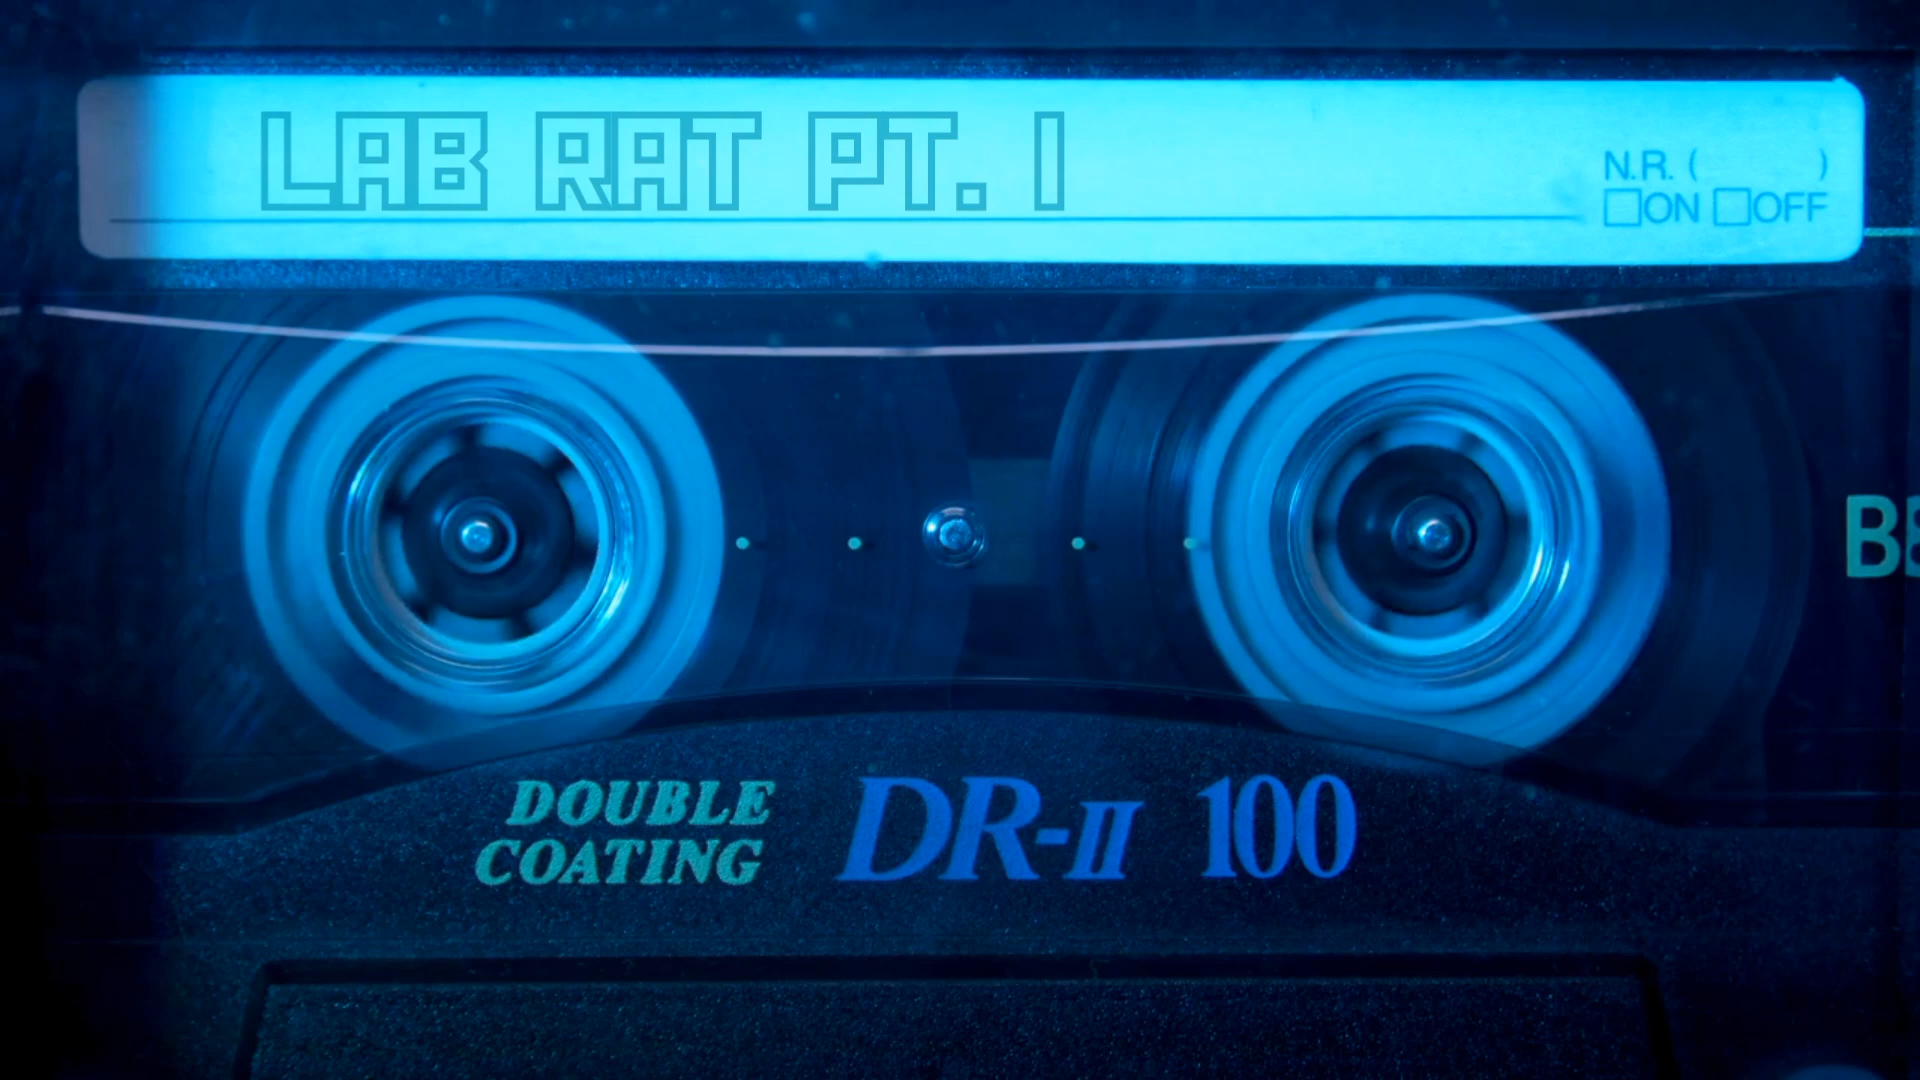 LAB RAT PT. I
N.R. ( )
ON OFF
DOUBLE
COATING
DR-II 100